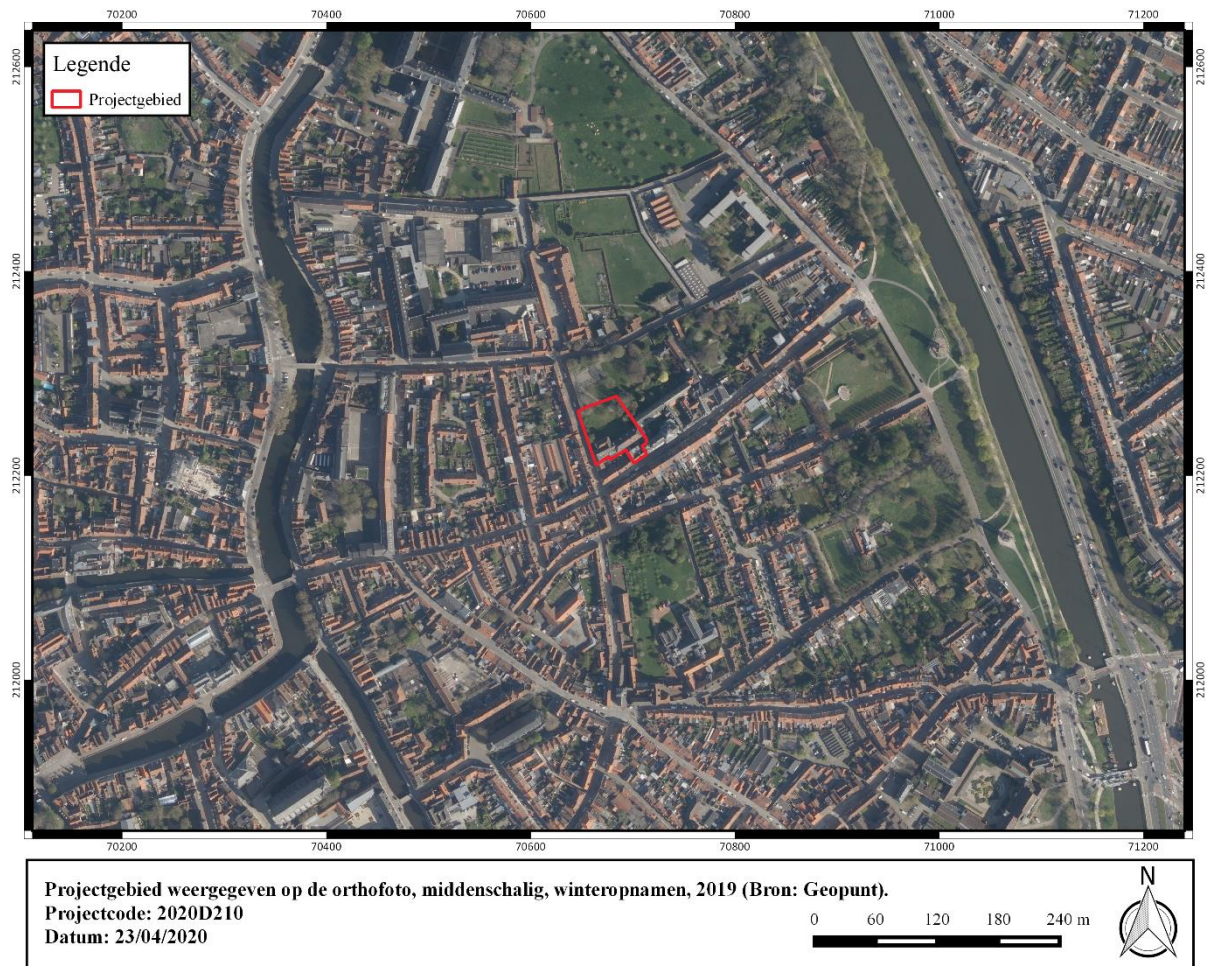 70200 70400 70600 70800 71000 71200
Legende
Projectgebied
212600 212600
212400 212400
212200 212200
212000 212000
70200 70400 70600 70800 71000 71200
Projectgebied weergegeven op de orthofoto, middenschalig, winteropnamen, 2019 (Bron: Geopunt).
Projectcode: 2020D210
Datum: 23/04/2020
0 60 120 180 240 m
N